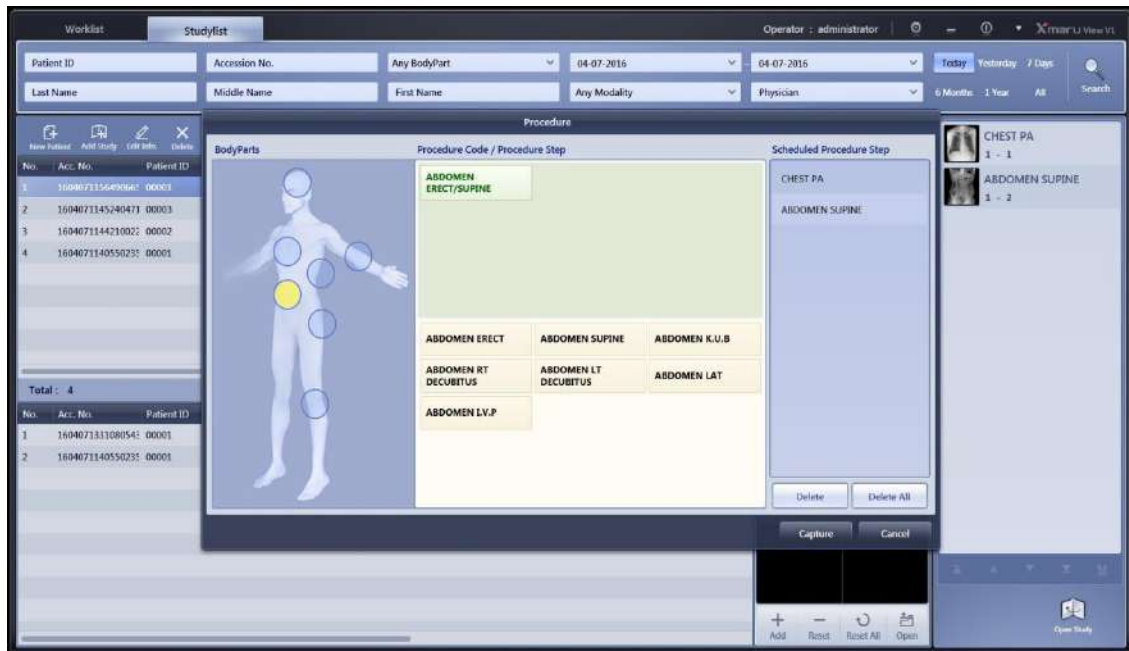 Worklist
Studylist
Operator : administrator
Xmaru View V1
Patient ID
Accession No.
Any BodyPart
04-07-2016
-
04-07-2016
Today
Yesterday
7 Days
Last Name
Middle Name
First Name
Any Modality
Physician
6 Months
1 Year
All
Search
New Patient
Add Study
Edit Info.
Delete
No.
Acc. No.
Patient ID
1
00003
2
1604071145240471
00003
3
00002
4
00001
Total : 4
No.
Acc. No.
Patient ID
1
00001
2
00001
Procedure
BodyParts
Procedure Code / Procedure Step
Scheduled Procedure Step
ABDOMEN
ERECT/SUPINE
ABDOMEN ERECT
ABDOMEN SUPINE
ABDOMEN K.U.B
ABDOMEN RT
DECUBITUS
ABDOMEN LT
DECUBITUS
ABDOMEN LAT
ABDOMEN I.V.P
CHEST PA
ABDOMEN SUPINE
Delete
Delete All
Capture
Cancel
CHEST PA
1 - 1
ABDOMEN SUPINE
1 - 2
Add
Reset
Reset All
Open
Open Study